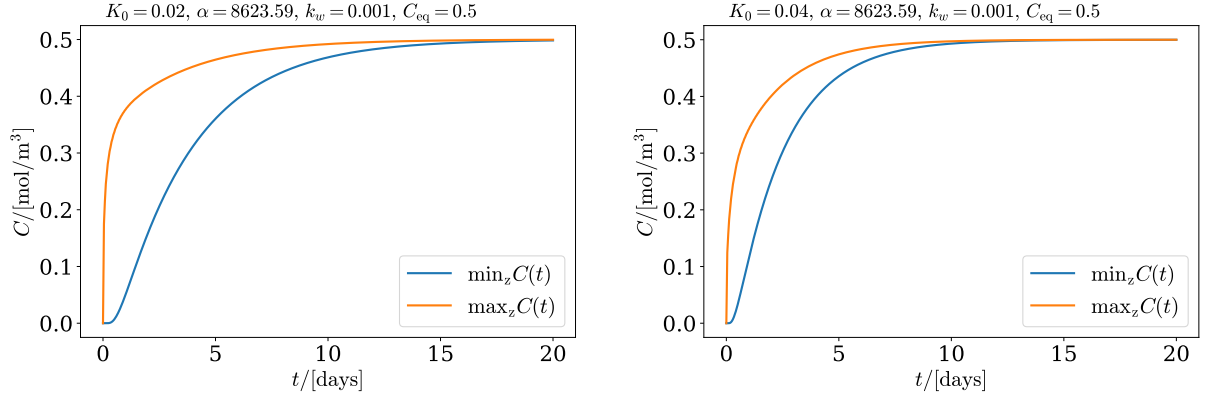 K₀ = 0.02, α = 8623.59, k_w = 0.001, C_eq = 0.5
0.5
0.4
0.3
0.2
0.1
0.0
C/[mol/m³]
min_z C(t)
max_z C(t)
0 5 10 15 20
t/[days]
K₀ = 0.04, α = 8623.59, k_w = 0.001, C_eq = 0.5
0.5
0.4
0.3
0.2
0.1
0.0
C/[mol/m³]
min_z C(t)
max_z C(t)
0 5 10 15 20
t/[days]